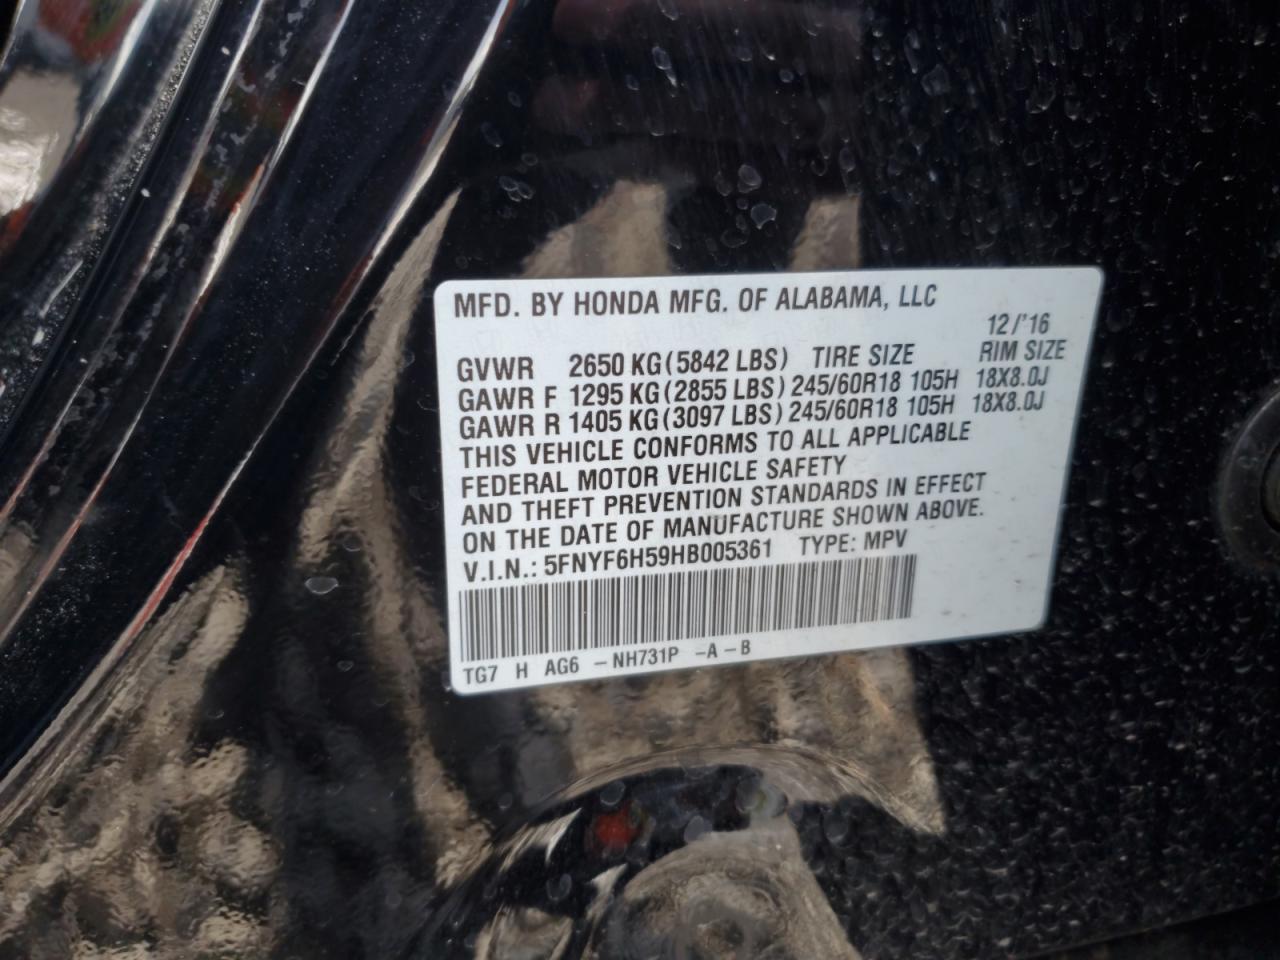 MFD. BY HONDA MFG. OF ALABAMA, LLC
12/'16
GVWR 2650 KG (5842 LBS) TIRE SIZE RIM SIZE
GAWR F 1295 KG (2855 LBS) 245/60R18 105H 18X8.0J
GAWR R 1405 KG (3097 LBS) 245/60R18 105H 18X8.0J
THIS VEHICLE CONFORMS TO ALL APPLICABLE
FEDERAL MOTOR VEHICLE SAFETY
AND THEFT PREVENTION STANDARDS IN EFFECT
ON THE DATE OF MANUFACTURE SHOWN ABOVE.
V.I.N.: 5FNYF6H59HB005361 TYPE: MPV
TG7 H AG6 - NH731P -A - B